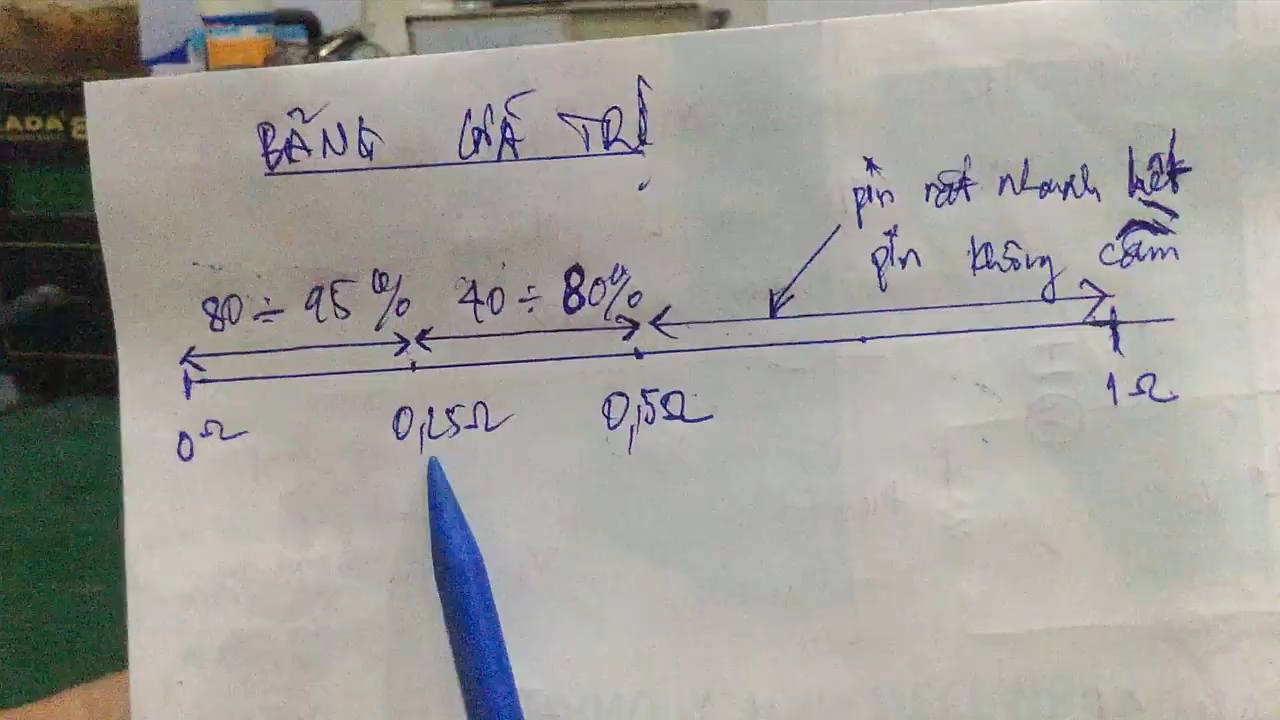 BẢNG GIÁ TRỊ
pin rất nhanh hết
pin không cầm
80 ÷ 95% 40 ÷ 80%
0Ω 0,25Ω 0,5Ω 1Ω